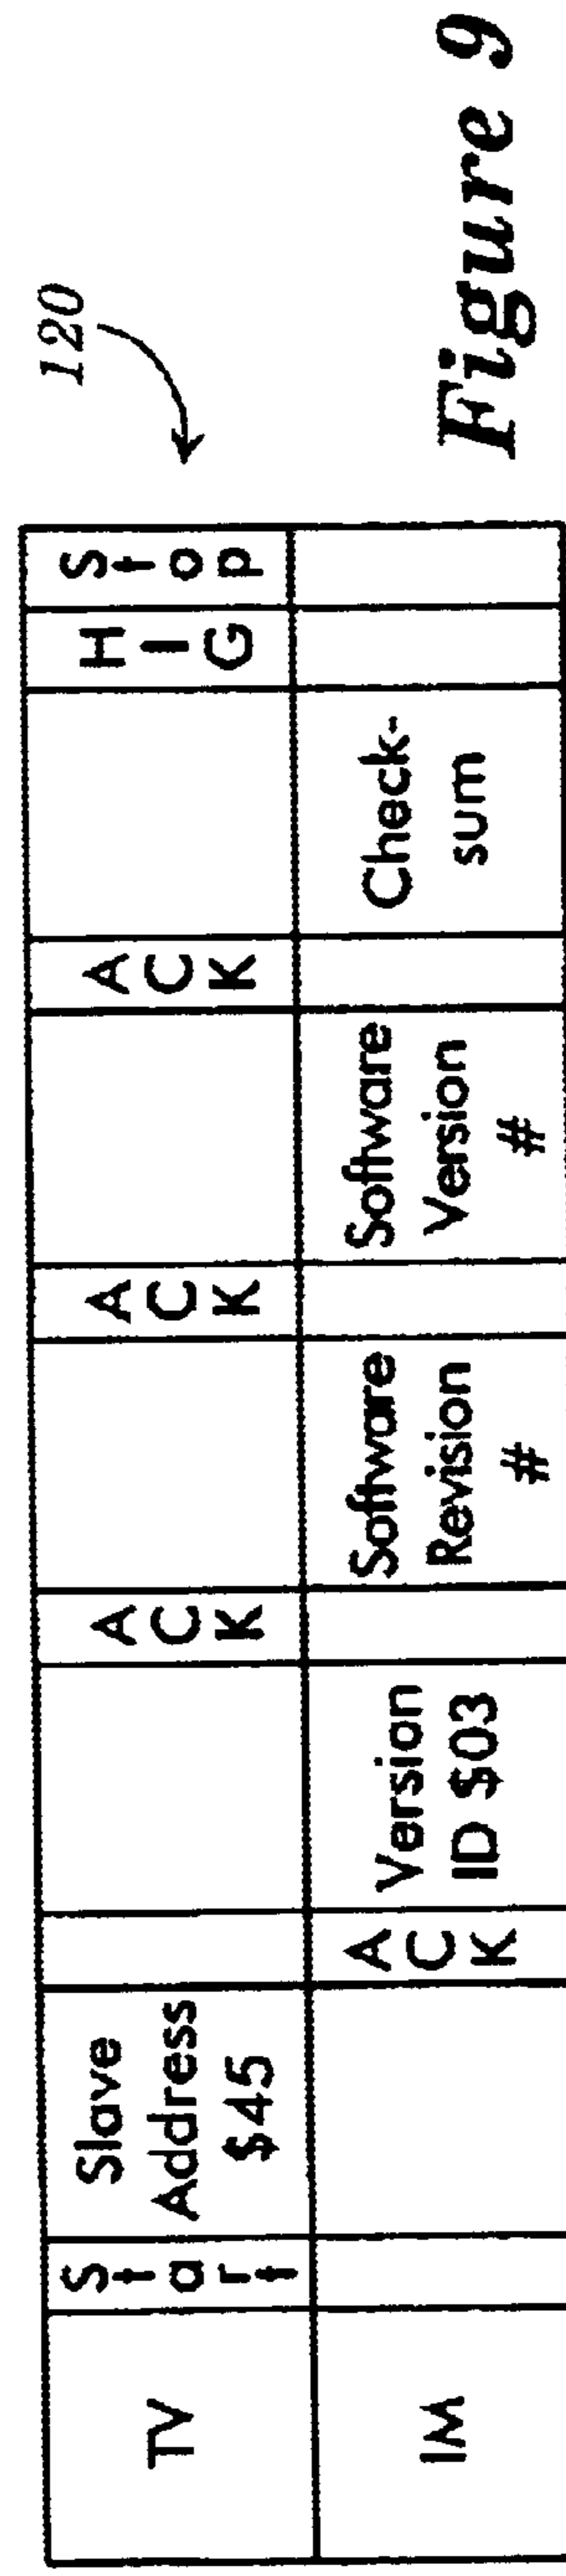 120
TV
Start
Slave
Address
$45
ACK
ACK
ACK
HIG
Stop
IM
ACK
Version
ID $03
Software
Revision
#
Software
Version
#
Check-
sum
Figure 9